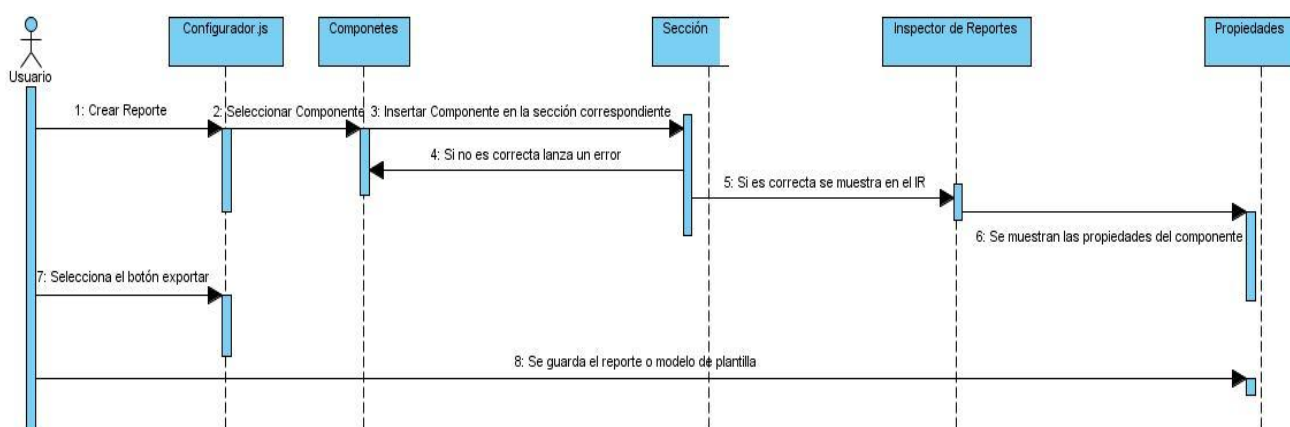 Configurador.js
Componetes
Sección
Inspector de Reportes
Propiedades
Usuario
1: Crear Reporte
2: Seleccionar Componente
3: Insertar Componente en la sección correspondiente
4: Si no es correcta lanza un error
5: Si es correcta se muestra en el IR
6: Se muestran las propiedades del componente
7: Selecciona el botón exportar
8: Se guarda el reporte o modelo de plantilla